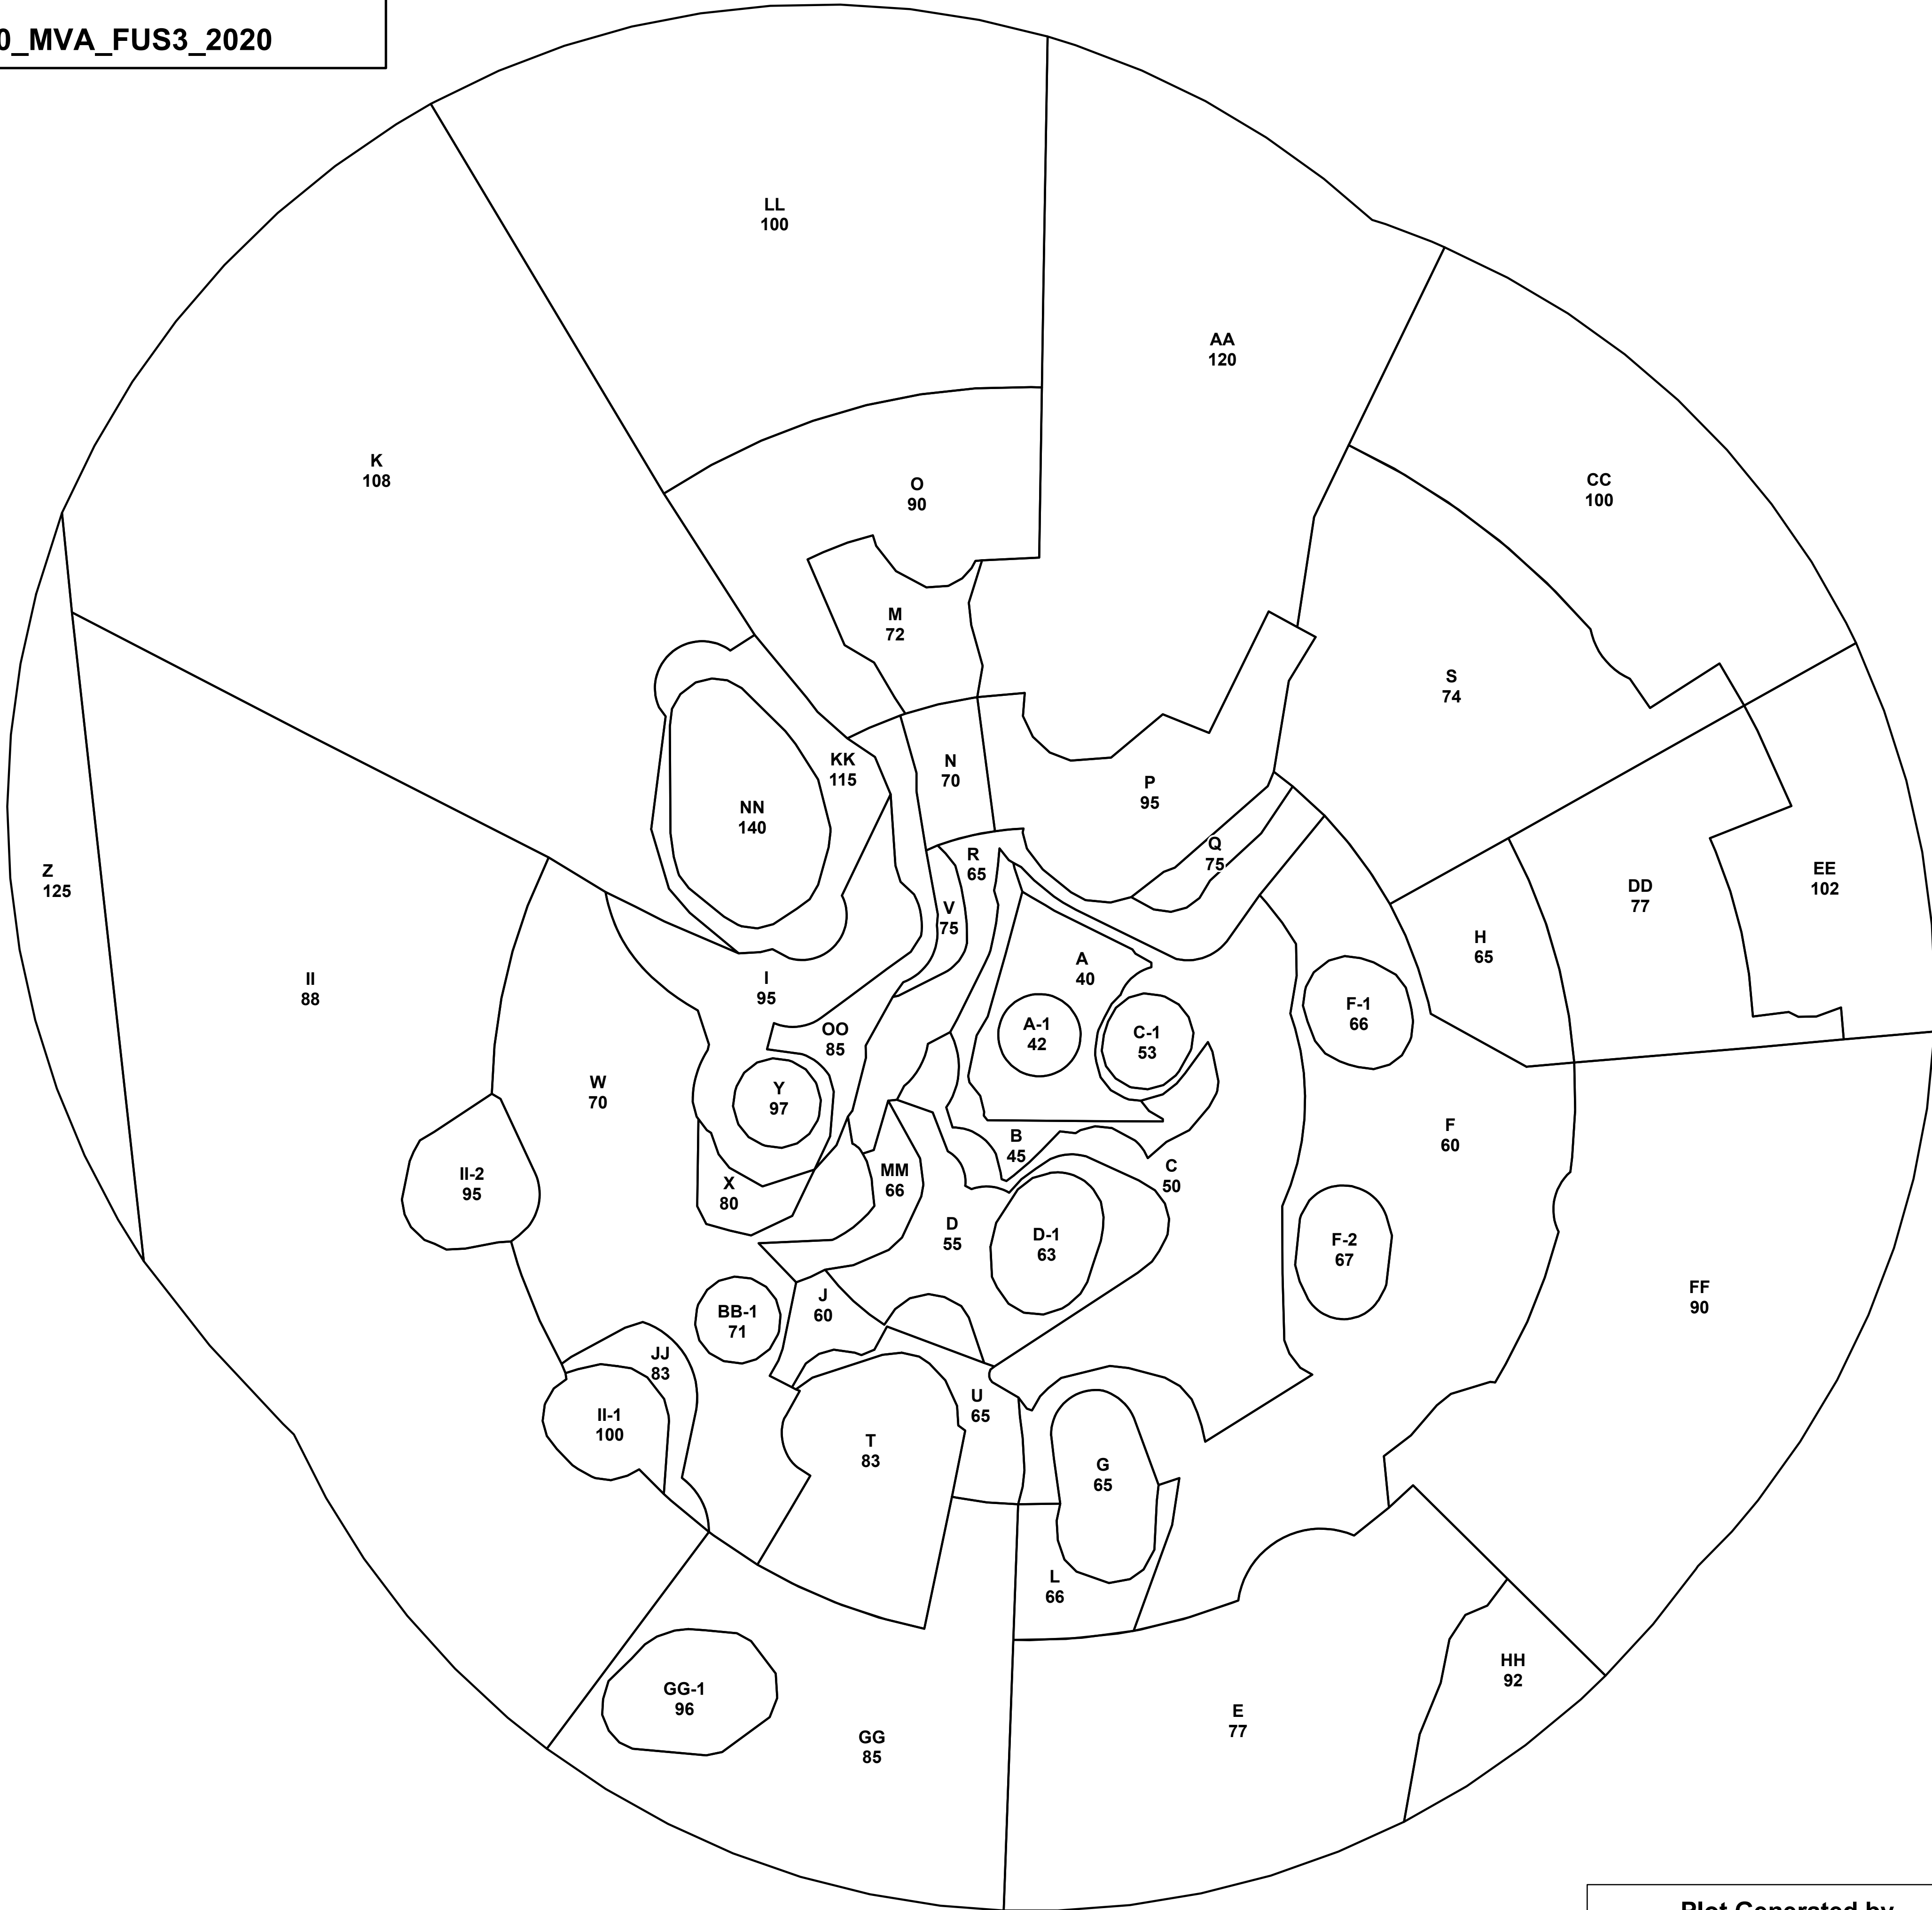 0_MVA_FUS3_2020
LL
100
AA
120
K
108
O
90
CC
100
M
72
S
74
KK
115
N
70
P
95
NN
140
Q
75
R
65
Z
125
EE
102
DD
77
V
75
H
65
A
40
II
88
I
95
F-1
66
A-1
42
C-1
53
OO
85
W
70
Y
97
F
60
B
45
C
50
II-2
95
MM
66
X
80
D
55
D-1
63
F-2
67
FF
90
J
60
BB-1
71
JJ
83
U
65
II-1
100
T
83
G
65
L
66
HH
92
GG-1
96
E
77
GG
85
Plot Generated by